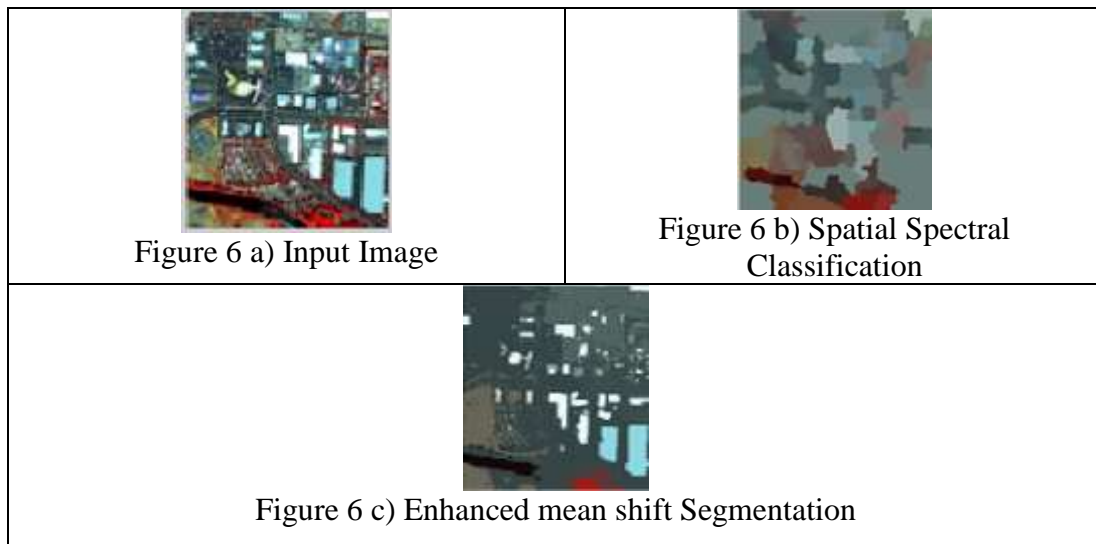 Figure 6 a) Input Image
Figure 6 b) Spatial Spectral
Classification
Figure 6 c) Enhanced mean shift Segmentation